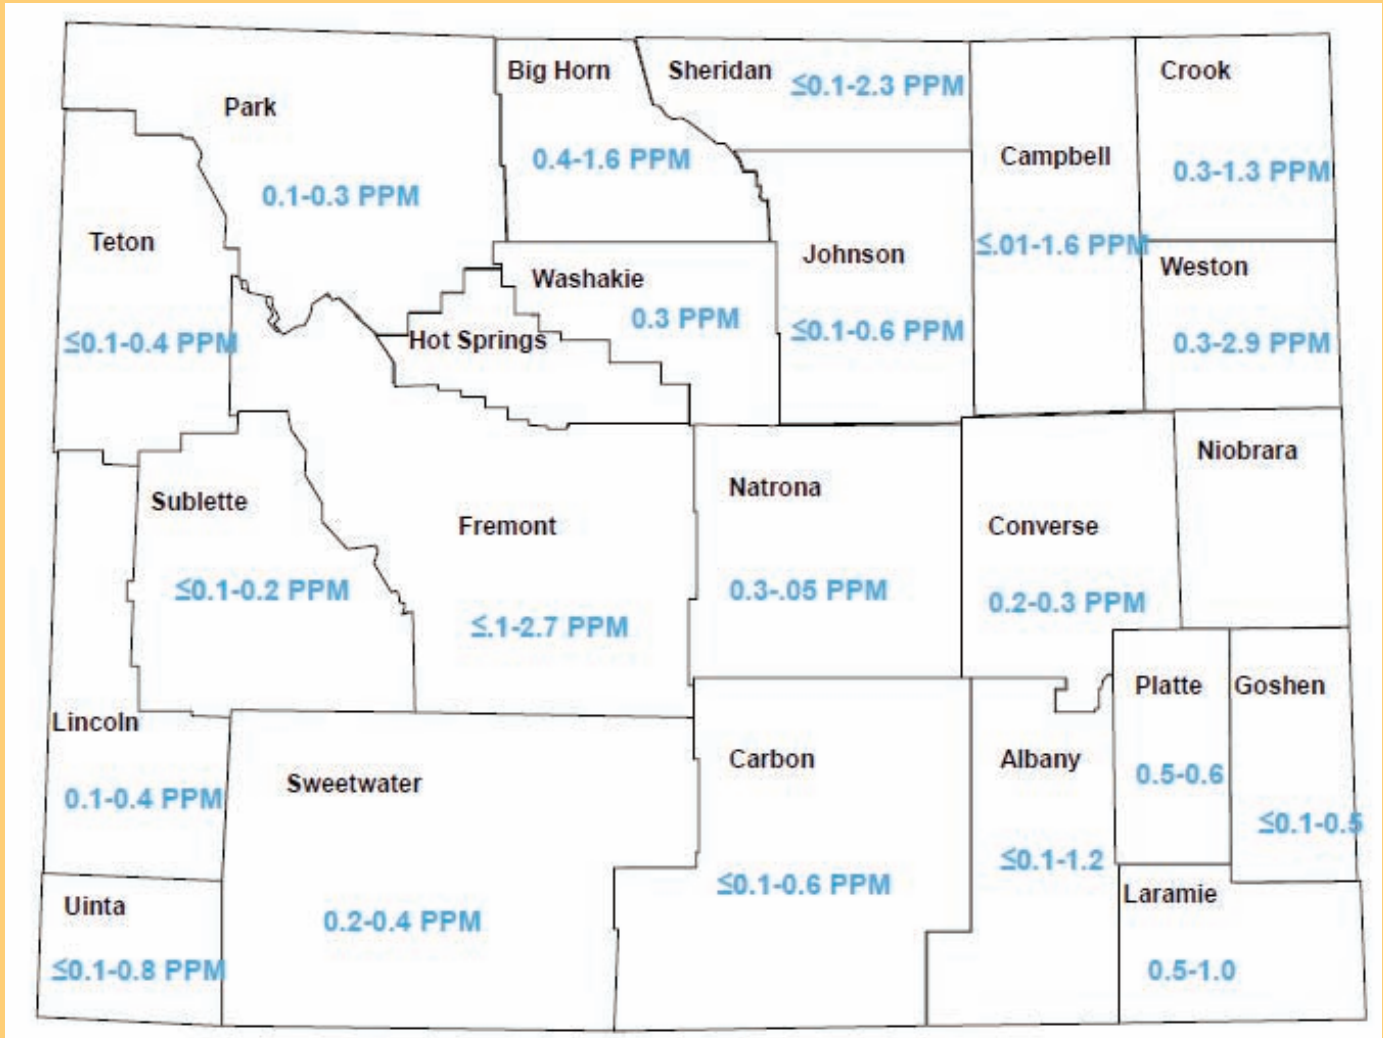 Park
0.1-0.3 PPM
Big Horn
0.4-1.6 PPM
Sheridan
≤0.1-2.3 PPM
Campbell
≤.01-1.6 PPM
Crook
0.3-1.3 PPM
Teton
≤0.1-0.4 PPM
Washakie
0.3 PPM
Hot Springs
Johnson
≤0.1-0.6 PPM
Weston
0.3-2.9 PPM
Sublette
≤0.1-0.2 PPM
Fremont
≤.1-2.7 PPM
Natrona
0.3-.05 PPM
Converse
0.2-0.3 PPM
Niobrara
Lincoln
0.1-0.4 PPM
Sweetwater
0.2-0.4 PPM
Carbon
≤0.1-0.6 PPM
Albany
≤0.1-1.2
Platte
0.5-0.6
Goshen
≤0.1-0.5
Uinta
≤0.1-0.8 PPM
Laramie
0.5-1.0